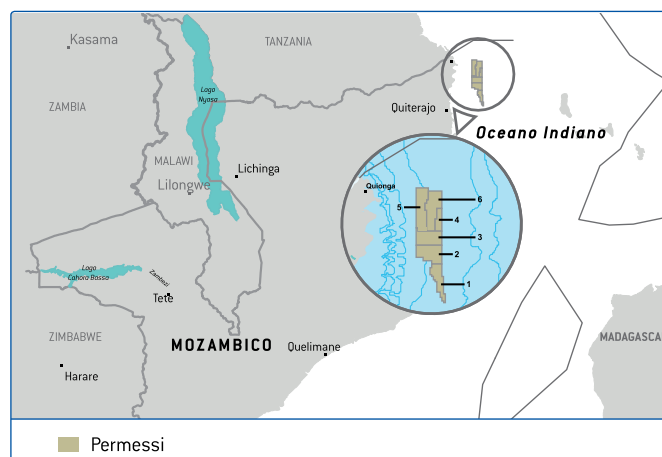 Kasama
TANZANIA
Lago
Nyasa
ZAMBIA
Quiterajo
Oceano Indiano
MALAWI
Lichinga
Lilongwe
Quionga
6
5
4
3
2
1
Lago
Cahora Bassa
Zambezi
Tete
ZIMBABWE
MOZAMBICO
Quelimane
MADAGASCA
Harare
Permessi